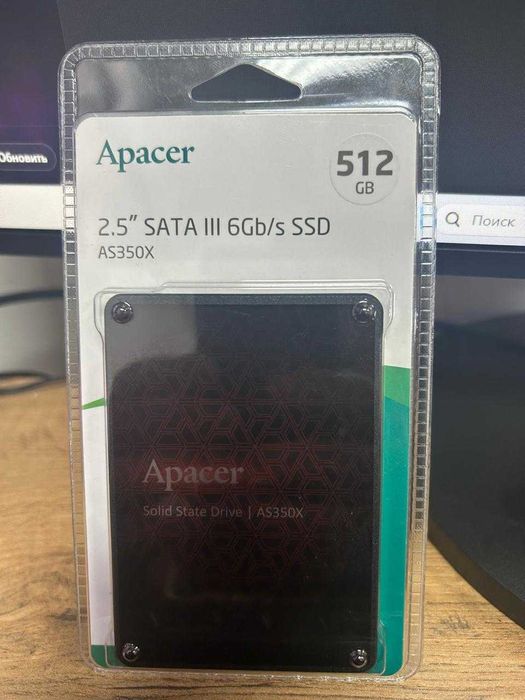 Apacer
512
GB
2.5" SATA III 6Gb/s SSD
AS350X
Обновить
Поиск
Apacer
Solid State Drive | AS350X